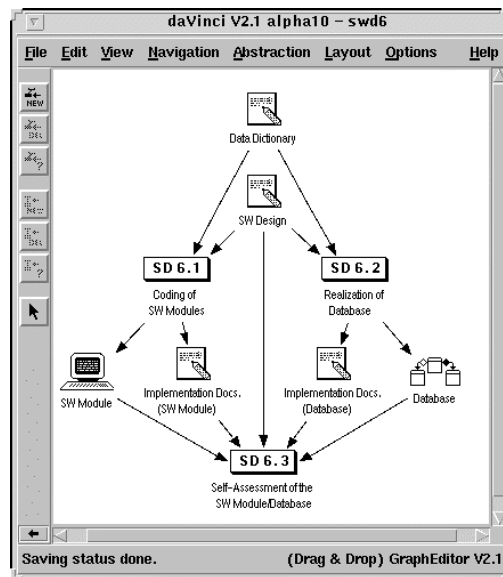 daVinci V2.1 alpha10 – swd6
File Edit View Navigation Abstraction Layout Options Help
NEW
DEL
?
DEL
?
Data Dictionary
SW Design
SD 6.1
SD 6.2
Coding of
SW Modules
Realization of
Database
SW Module
Implementation Docs.
(SW Module)
Implementation Docs.
(Database)
Database
SD 6.3
Self-Assessment of the
SW Module/Database
Saving status done.
(Drag & Drop) GraphEditor V2.1